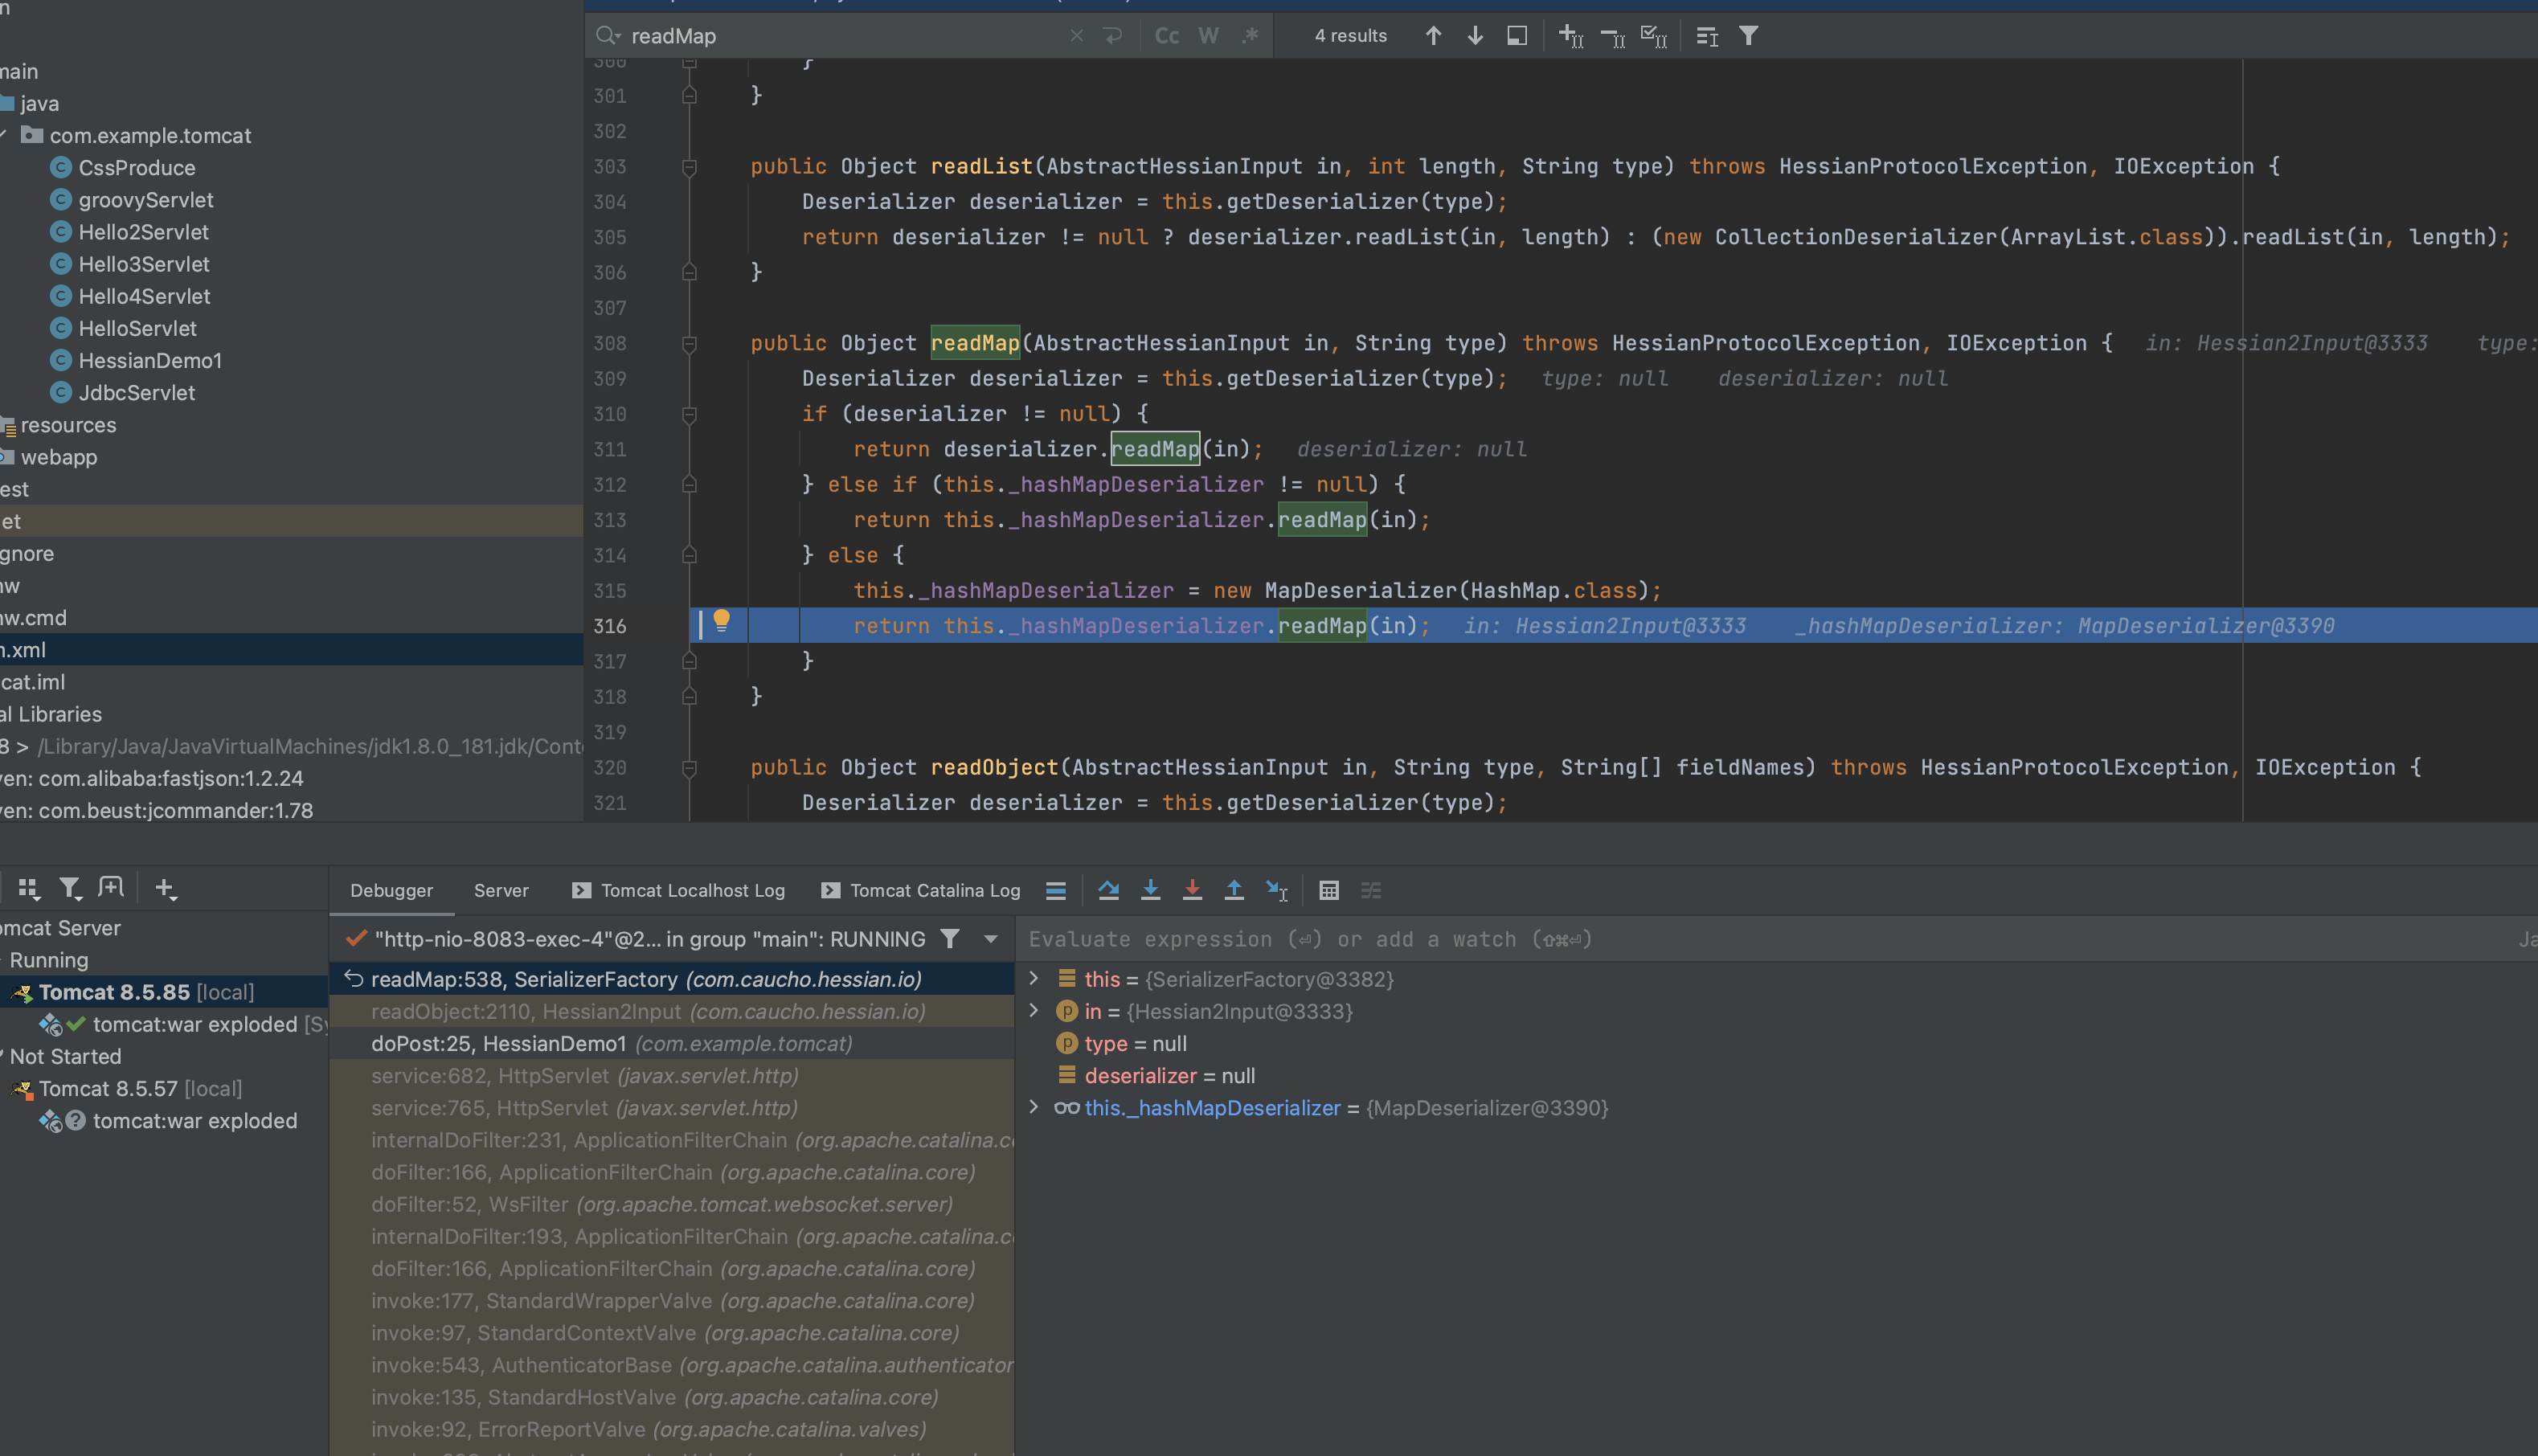 readMap
Cc W .*
4 results
main
java
com.example.tomcat
CssProduce
groovyServlet
Hello2Servlet
Hello3Servlet
Hello4Servlet
HelloServlet
HessianDemo1
JdbcServlet
resources
webapp
est
et
gnore
nw
nw.cmd
n.xml
cat.iml
al Libraries
8 > /Library/Java/JavaVirtualMachines/jdk1.8.0_181.jdk/Cont
ven: com.alibaba:fastjson:1.2.24
ven: com.beust:jcommander:1.78
300 }
301 }
302
303 public Object readList(AbstractHessianInput in, int length, String type) throws HessianProtocolException, IOException {
304 Deserializer deserializer = this.getDeserializer(type);
305 return deserializer != null ? deserializer.readList(in, length) : (new CollectionDeserializer(ArrayList.class)).readList(in, length);
306 }
307
308 public Object readMap(AbstractHessianInput in, String type) throws HessianProtocolException, IOException { in: Hessian2Input@3333 type:
309 Deserializer deserializer = this.getDeserializer(type); type: null deserializer: null
310 if (deserializer != null) {
311 return deserializer.readMap(in); deserializer: null
312 } else if (this._hashMapDeserializer != null) {
313 return this._hashMapDeserializer.readMap(in);
314 } else {
315 this._hashMapDeserializer = new MapDeserializer(HashMap.class);
316 return this._hashMapDeserializer.readMap(in); in: Hessian2Input@3333 _hashMapDeserializer: MapDeserializer@3390
317 }
318 }
319
320 public Object readObject(AbstractHessianInput in, String type, String[] fieldNames) throws HessianProtocolException, IOException {
321 Deserializer deserializer = this.getDeserializer(type);
Debugger Server Tomcat Localhost Log Tomcat Catalina Log
omcat Server
Running
Tomcat 8.5.85 [local]
tomcat:war exploded [Sy
Not Started
Tomcat 8.5.57 [local]
tomcat:war exploded
"http-nio-8083-exec-4"@2... in group "main": RUNNING
readMap:538, SerializerFactory (com.caucho.hessian.io)
readObject:2110, Hessian2Input (com.caucho.hessian.io)
doPost:25, HessianDemo1 (com.example.tomcat)
service:682, HttpServlet (javax.servlet.http)
service:765, HttpServlet (javax.servlet.http)
internalDoFilter:231, ApplicationFilterChain (org.apache.catalina.co
doFilter:166, ApplicationFilterChain (org.apache.catalina.core)
doFilter:52, WsFilter (org.apache.tomcat.websocket.server)
internalDoFilter:193, ApplicationFilterChain (org.apache.catalina.co
doFilter:166, ApplicationFilterChain (org.apache.catalina.core)
invoke:177, StandardWrapperValve (org.apache.catalina.core)
invoke:97, StandardContextValve (org.apache.catalina.core)
invoke:543, AuthenticatorBase (org.apache.catalina.authenticator
invoke:135, StandardHostValve (org.apache.catalina.core)
invoke:92, ErrorReportValve (org.apache.catalina.valves)
Evaluate expression (⏎) or add a watch (⇧⌘⏎) Ja
this = {SerializerFactory@3382}
in = {Hessian2Input@3333}
type = null
deserializer = null
this._hashMapDeserializer = {MapDeserializer@3390}